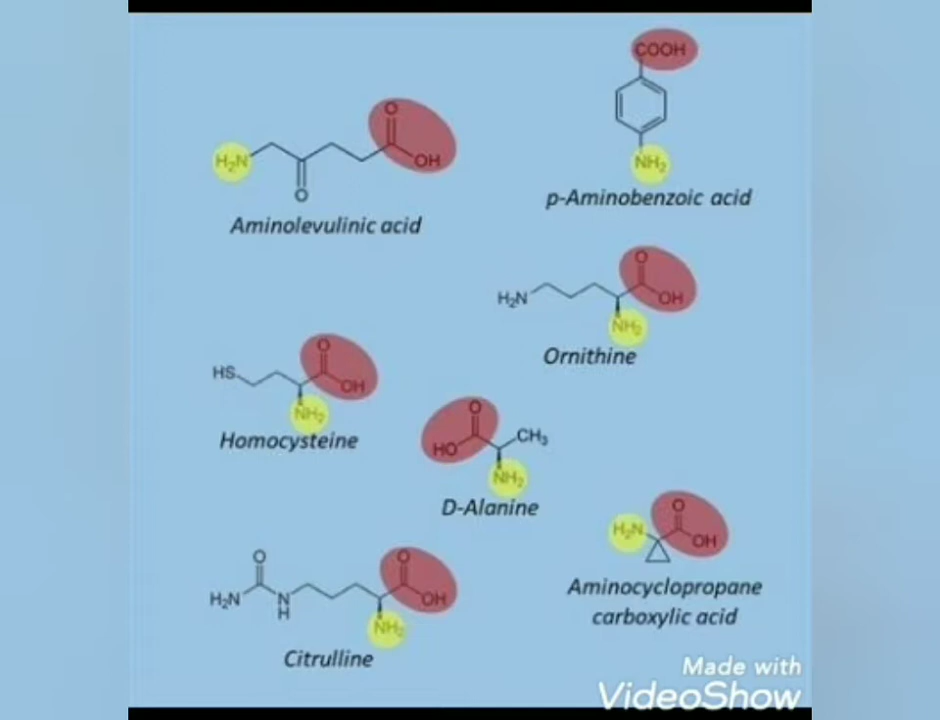 COOH
O
H₂N
OH
O
NH₂
Aminolevulinic acid
p-Aminobenzoic acid
O
H₂N
OH
NH₂
Ornithine
O
HS
OH
NH₂
Homocysteine
O
CH₃
HO
NH₂
D-Alanine
O
H₂N
OH
Aminocyclopropane
carboxylic acid
O
O
H₂N
N
H
OH
NH₂
Citrulline
Made with
VideoShow